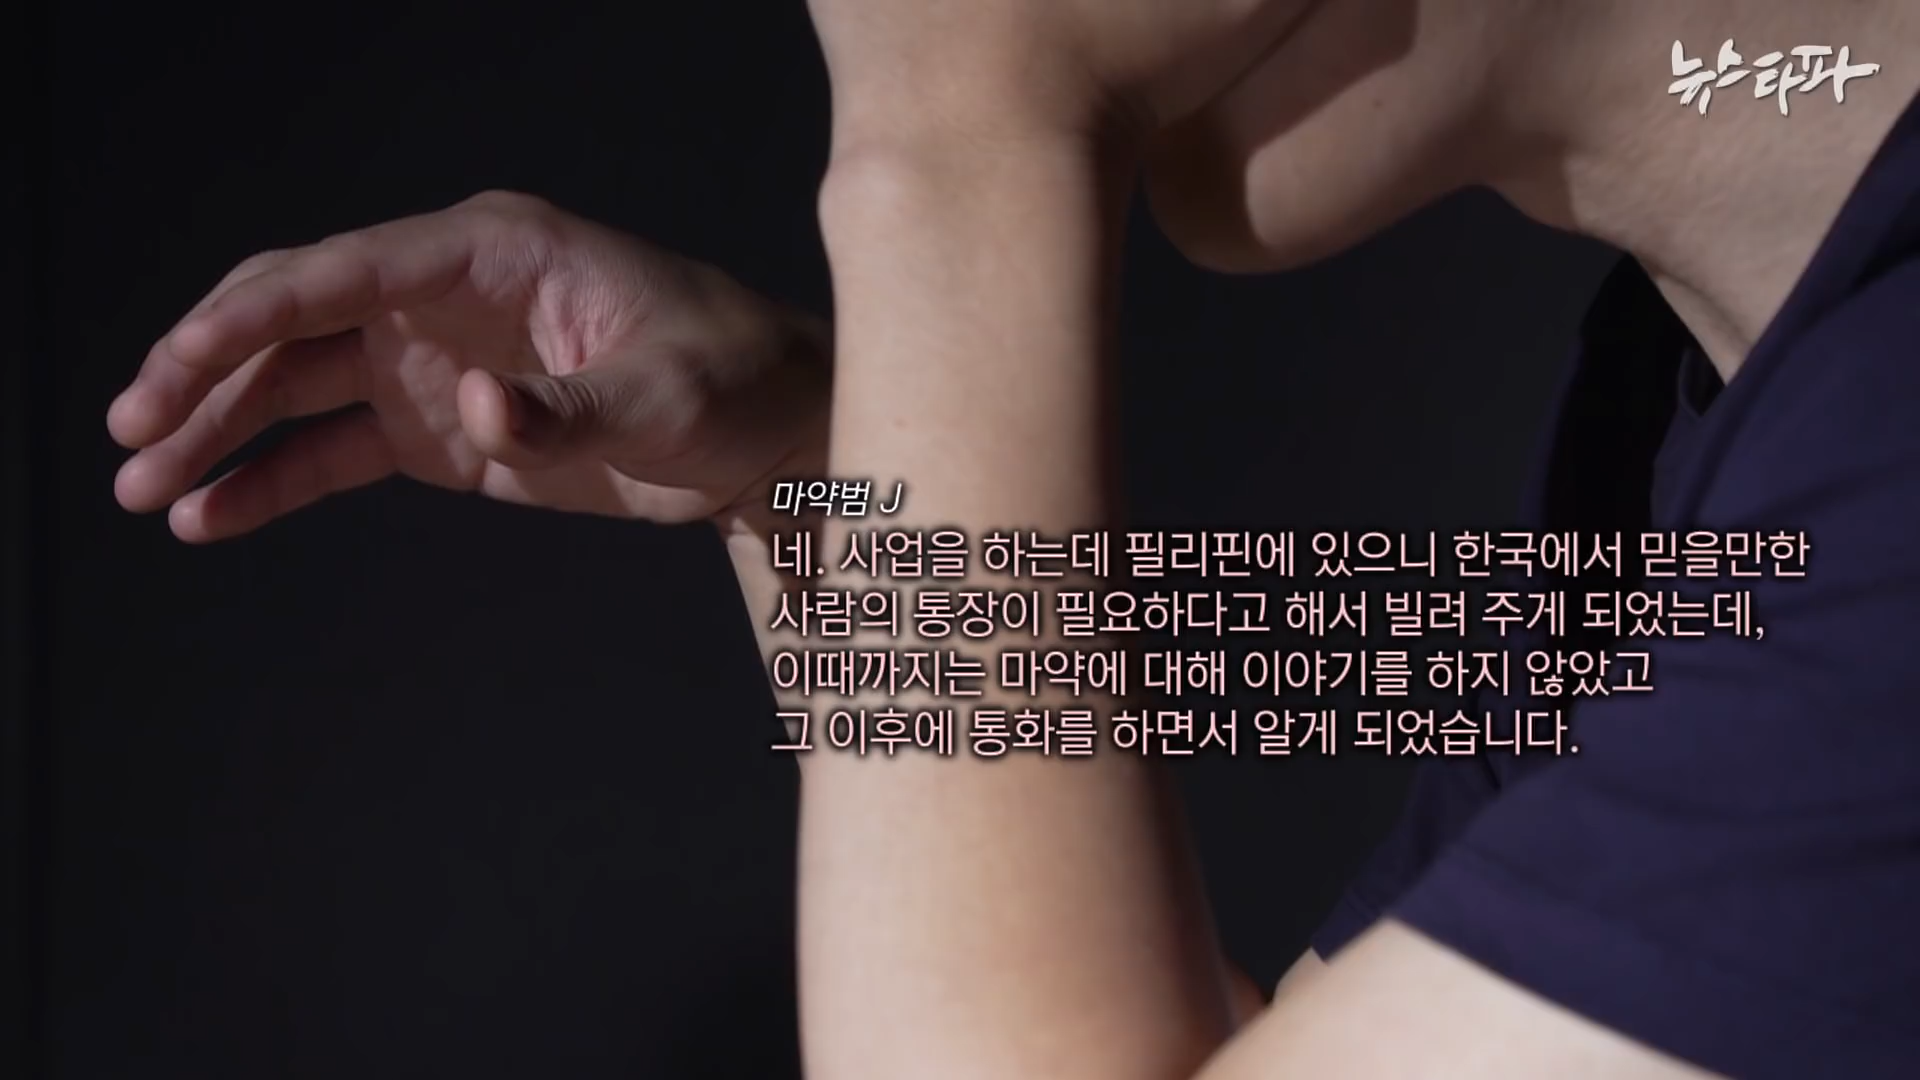 뉴스타파
마약범 J
네. 사업을 하는데 필리핀에 있으니 한국에서 믿을만한
사람의 통장이 필요하다고 해서 빌려 주게 되었는데,
이때까지는 마약에 대해 이야기를 하지 않았고
그 이후에 통화를 하면서 알게 되었습니다.